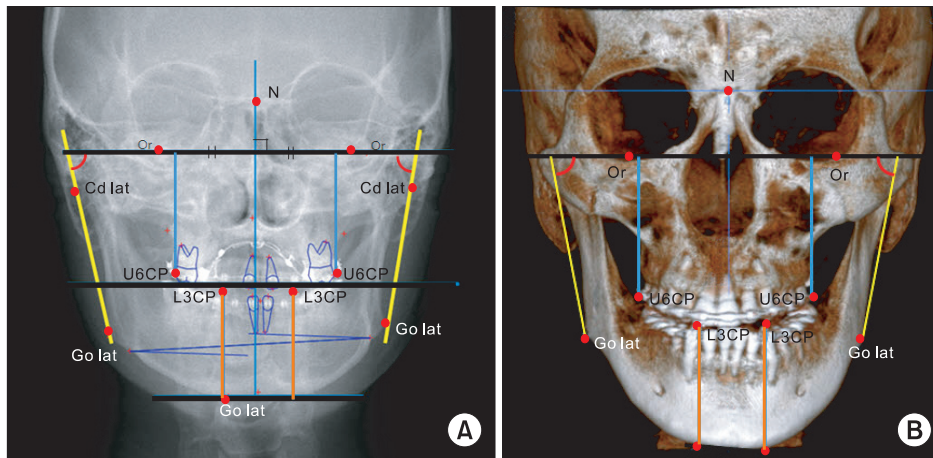 N
Or
Or
Cd lat
Cd lat
U6CP
U6CP
L3CP
L3CP
Go lat
Go lat
Go lat
A
N
Or
Or
U6CP
U6CP
L3CP
L3CP
Go lat
Go lat
B